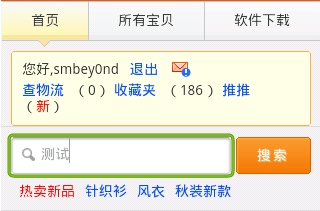 首页 所有宝贝 软件下载
您好,smbey0nd 退出
查物流 （0）收藏夹 （186）推推
（新）
测试 搜索
热卖新品 针织衫 风衣 秋装新款